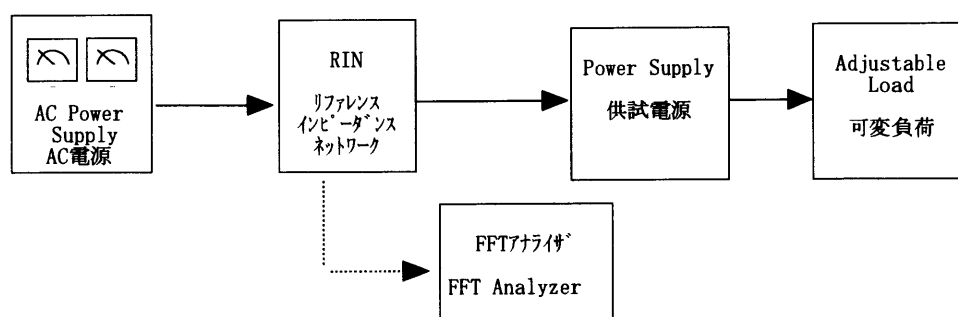 AC Power
Supply
AC電源
RIN
リファレンス
インピーダンス
ネットワーク
Power Supply
供試電源
Adjustable
Load
可変負荷
FFTアナライザ
FFT Analyzer